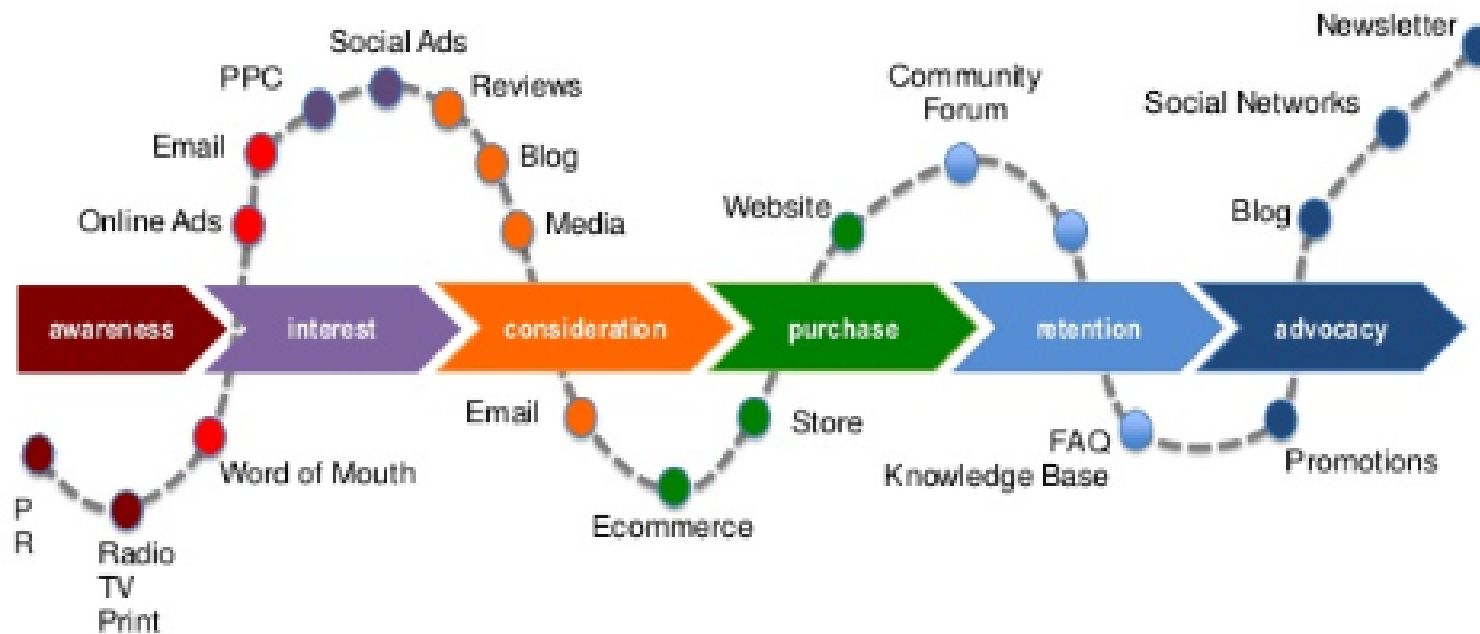 Newsletter
Social Ads
PPC
Reviews
Community
Forum
Social Networks
Email
Blog
Online Ads
Media
Website
Blog
awareness
interest
consideration
purchase
retention
advocacy
Email
Store
FAQ
Knowledge Base
Promotions
Word of Mouth
P
R
Ecommerce
Radio
TV
Print